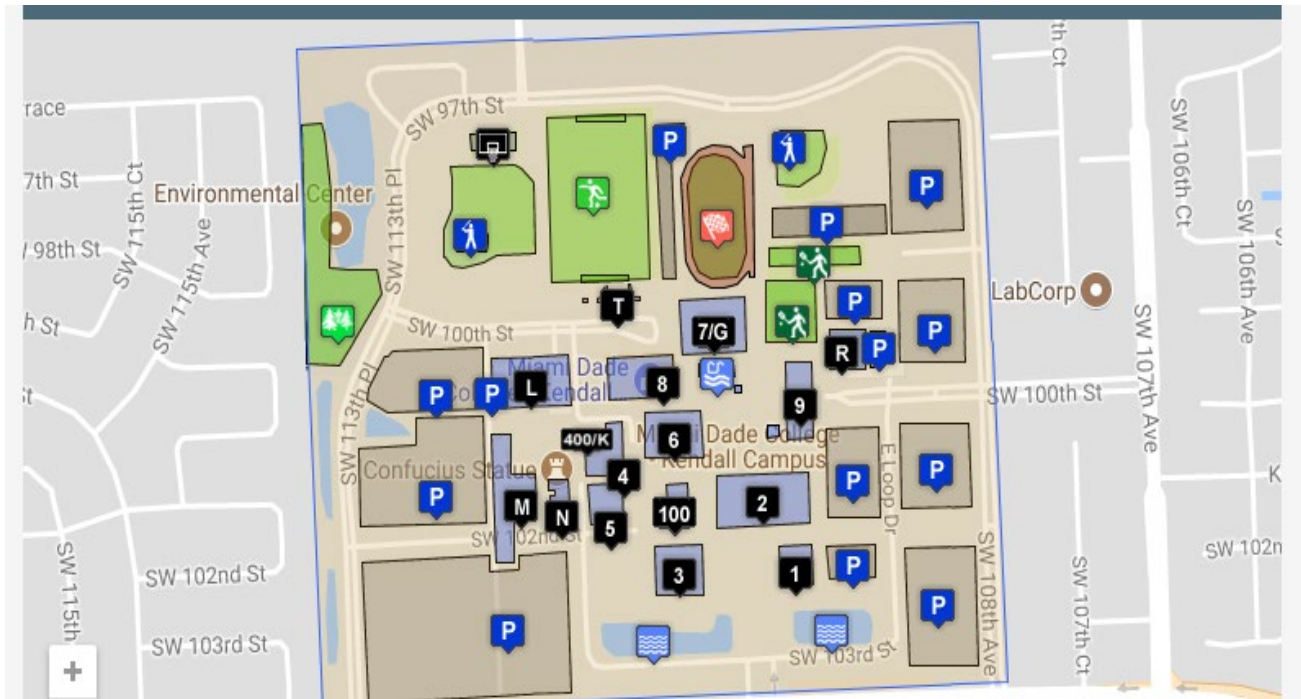 th Ct
SW 97th St
SW 106th Ct
race
P
P
7th St
SW 115th Ct
Environmental Center
SW 113th Pl
SW 106th Ave
P
98th St
SW 115th Ave
LabCorp
P
T
P
h St
SW 100th St
7/G
P
SW 107th Ave
R
P
Miami Dade
College Kendall...
L
8
P
P
SW 100th St
9
st
SW 113th Pl
400/K
6
Miami Dade College
Kendall Campus
Confucius Statue
4
E Loop Dr
P
P
K
P
M
N
5
100
2
SW 102nd St
SW 102n
SW 115th
SW 102nd St
3
1
P
SW 108th Ave
SW 107th Ct
P
P
SW 103rd St
SW 103rd St
+